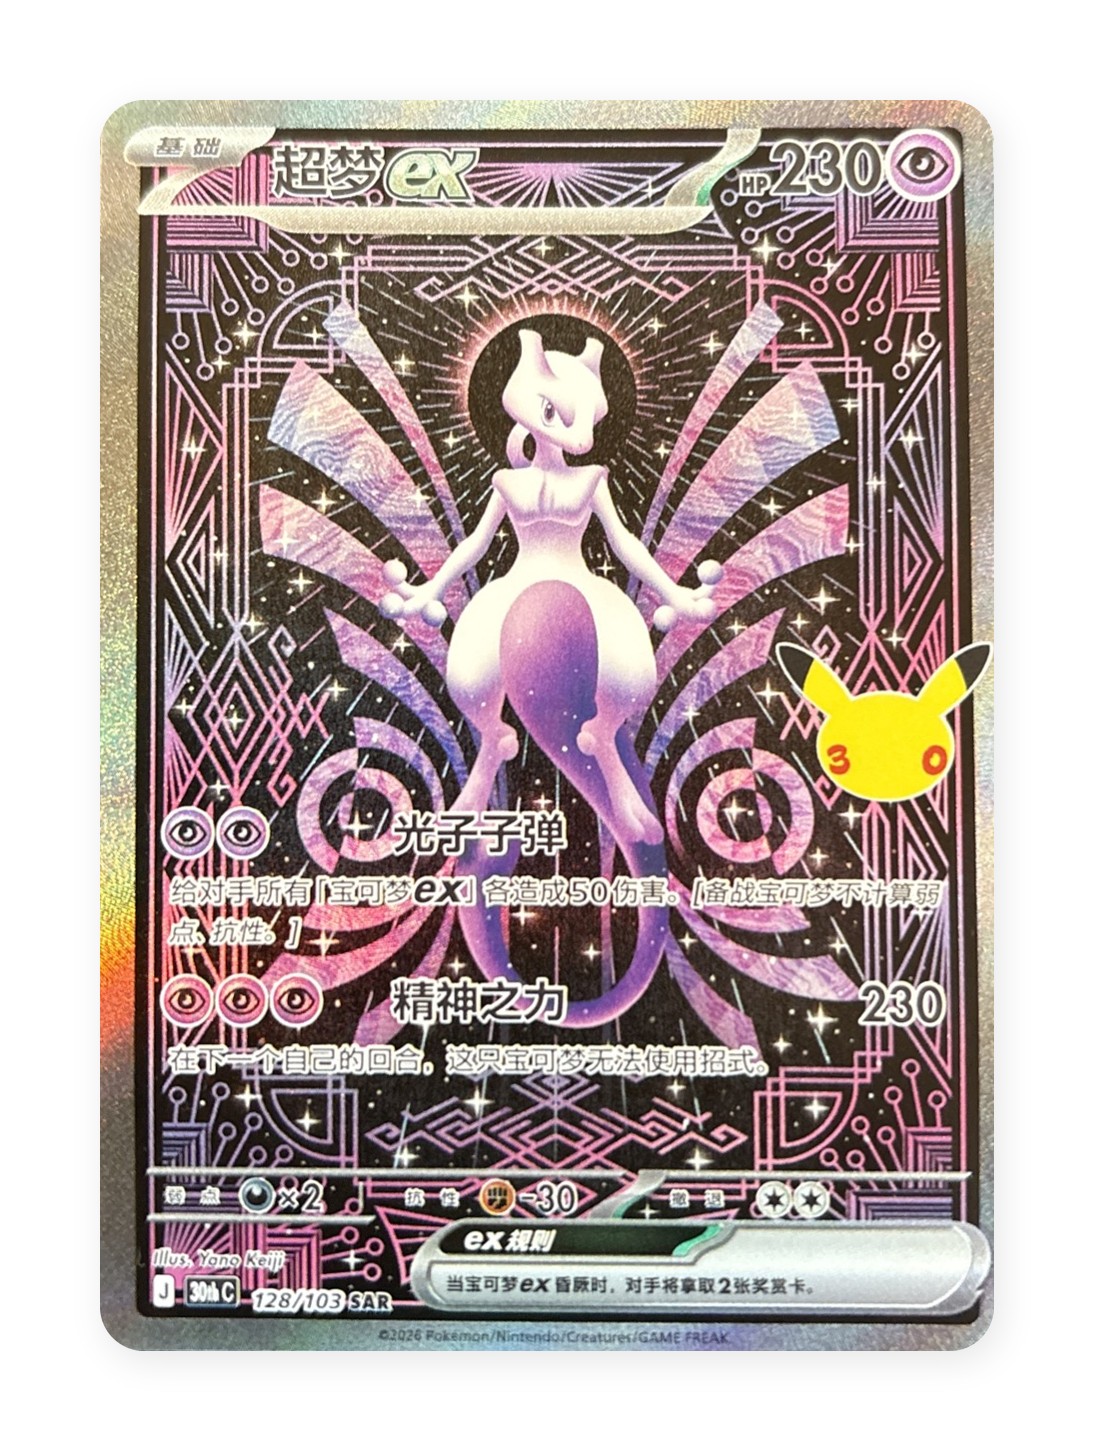 基础
超梦ex HP230
30
光子子弹
给对手所有「宝可梦ex」各造成50伤害。[备战宝可梦不计算弱
点、抗性。]
精神之力 230
在下一个自己的回合，这只宝可梦无法使用招式。
弱点 ×2 抗性 -30 撤退
ex规则
当宝可梦ex昏厥时，对手将拿取2张奖赏卡。
Illus. Yano Keiji
J 30th C 128/103 SAR
©2026 Pokémon/Nintendo/Creatures/GAME FREAK